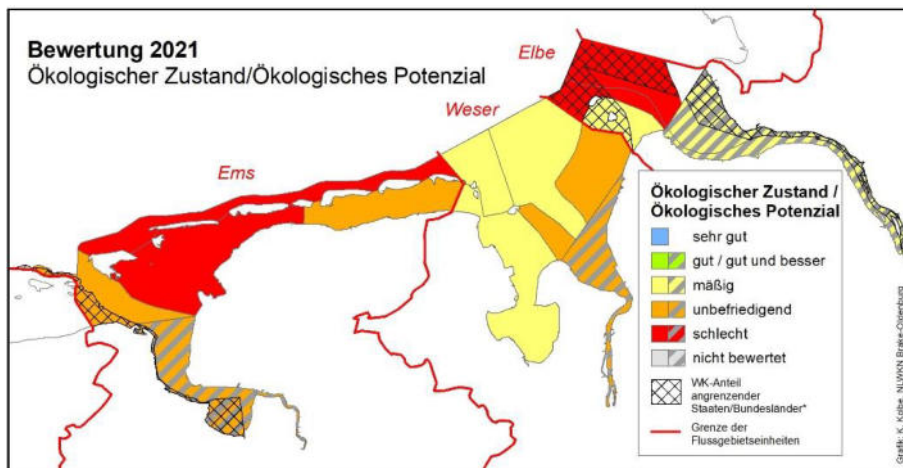 Bewertung 2021
Ökologischer Zustand/Ökologisches Potenzial
Elbe
Weser
Ems
Ökologischer Zustand /
Ökologisches Potenzial
sehr gut
gut / gut und besser
mäßig
unbefriedigend
schlecht
nicht bewertet
WK-Anteil
angrenzender
Staaten/Bundesländer*
Grenze der
Flussgebietseinheiten
Grafik: K. Kolbe, NLWKN Brake-Oldenburg